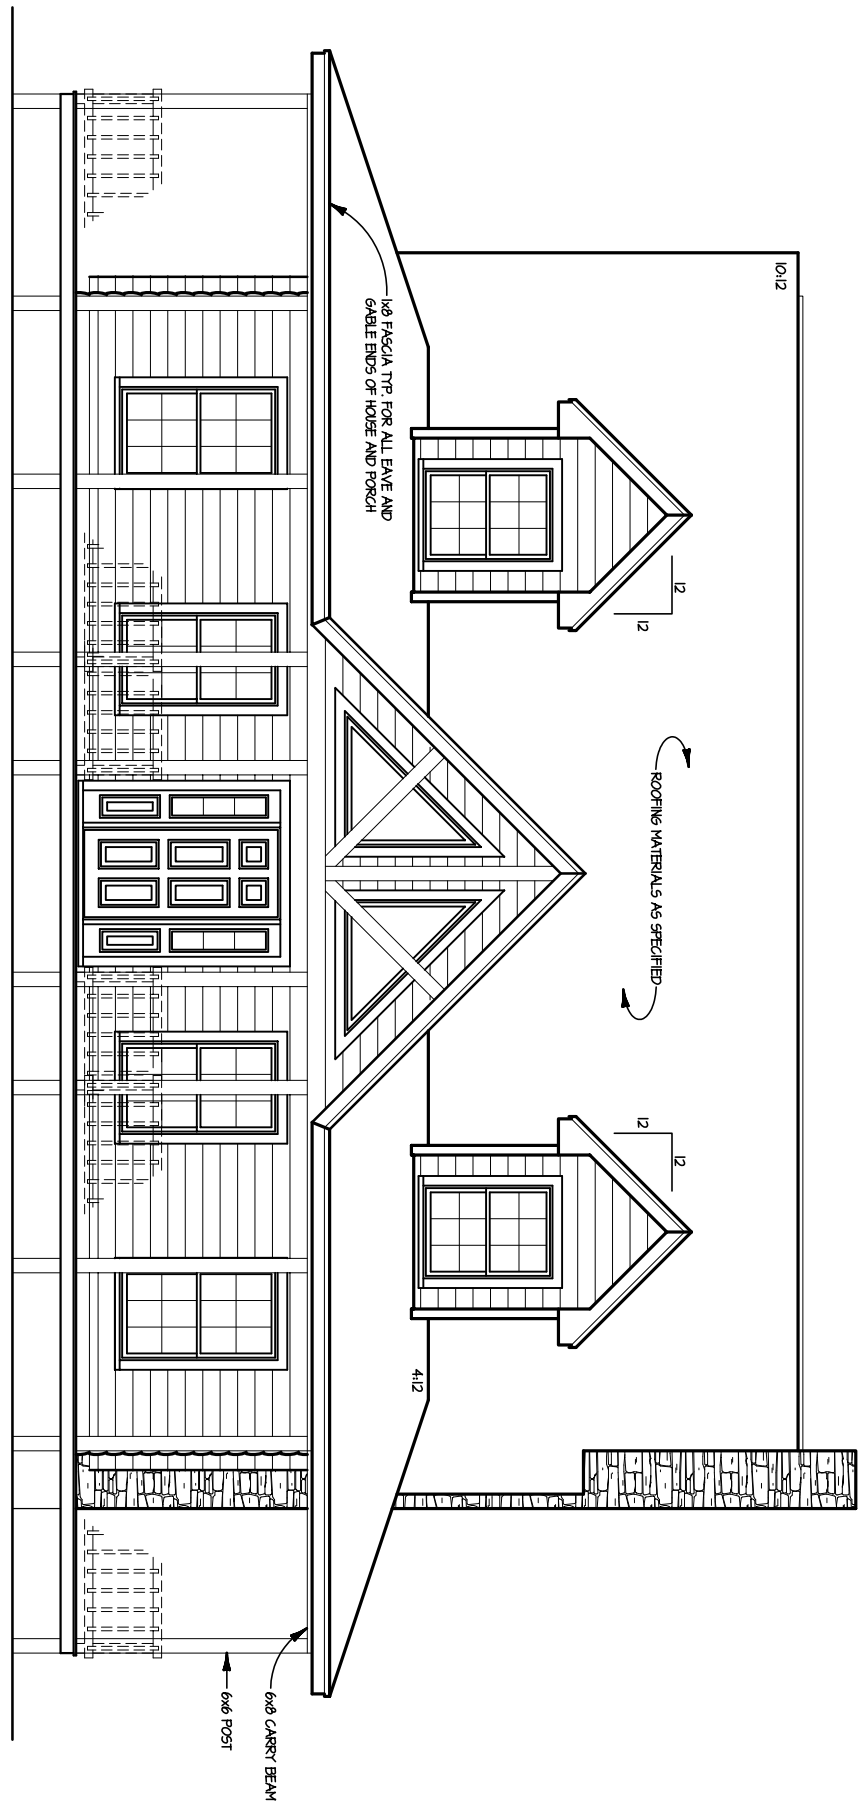 10:12
1x8 FASCIA TYP. FOR ALL EAVE AND
GABLE ENDS OF HOUSE AND PORCH
12
12
ROOFING MATERIALS AS SPECIFIED
12
12
4:12
6x8 CARRY BEAM
6x6 POST